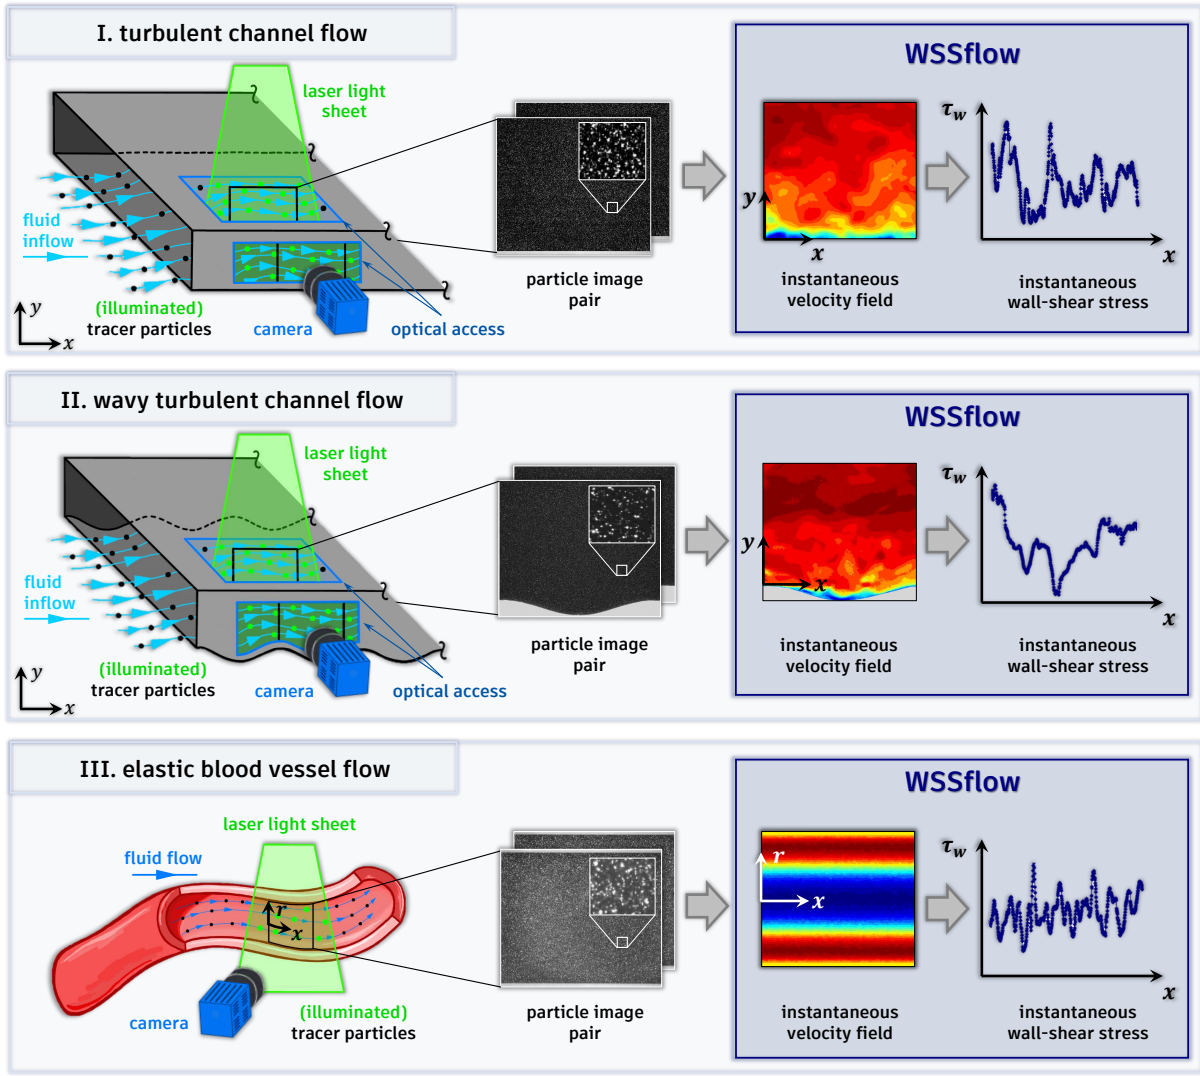 I. turbulent channel flow
laser light
sheet
fluid
inflow
(illuminated)
tracer particles
camera
optical access
y
x
particle image
pair
WSSflow
y
x
instantaneous
velocity field
τw
x
instantaneous
wall-shear stress
II. wavy turbulent channel flow
laser light
sheet
fluid
inflow
(illuminated)
tracer particles
camera
optical access
y
x
particle image
pair
WSSflow
y
x
instantaneous
velocity field
τw
x
instantaneous
wall-shear stress
III. elastic blood vessel flow
laser light sheet
fluid flow
r
x
camera
(illuminated)
tracer particles
particle image
pair
WSSflow
r
x
instantaneous
velocity field
τw
x
instantaneous
wall-shear stress